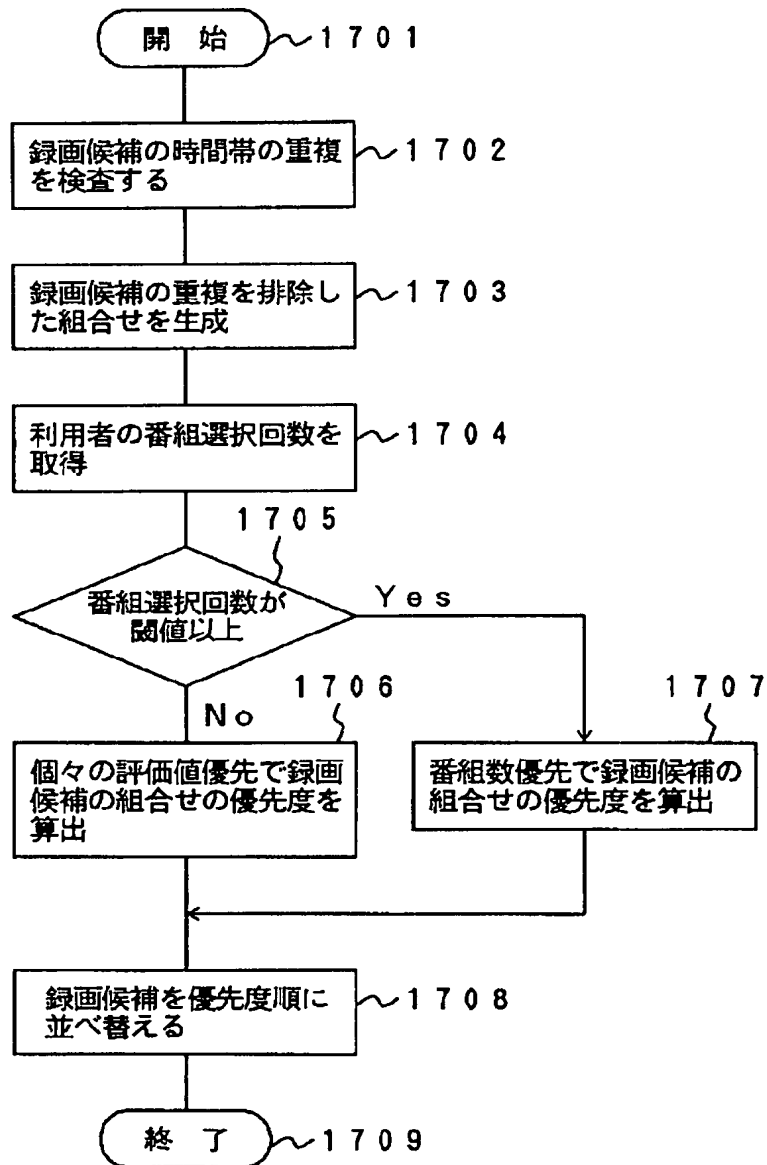 開 始
1701
録画候補の時間帯の重複
を検査する
1702
録画候補の重複を排除し
た組合せを生成
1703
利用者の番組選択回数を
取得
1704
1705
番組選択回数が
閾値以上
Yes
No
1706
個々の評価値優先で録画
候補の組合せの優先度を
算出
1707
番組数優先で録画候補の
組合せの優先度を算出
録画候補を優先度順に
並べ替える
1708
終 了
1709